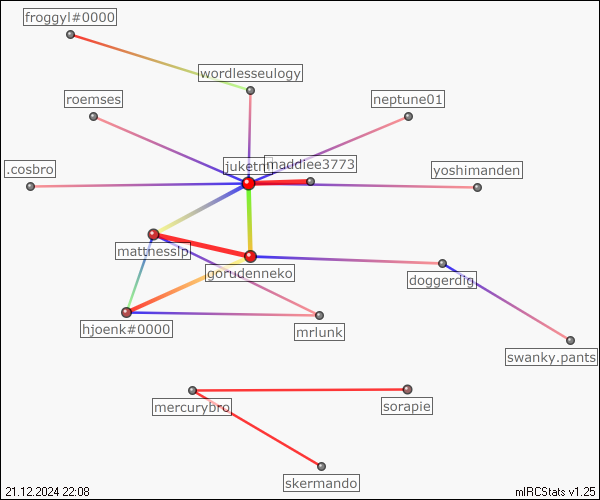 froggyl#0000
wordlesseulogy
roemses
neptune01
juketn
maddiee3773
.cosbro
yoshimanden
mattnesslp
gorudenneko
doggerdig
hjoenk#0000
mrlunk
swanky.pants
mercurybro
sorapie
skermando
21.12.2024 22:08
mIRCStats v1.25